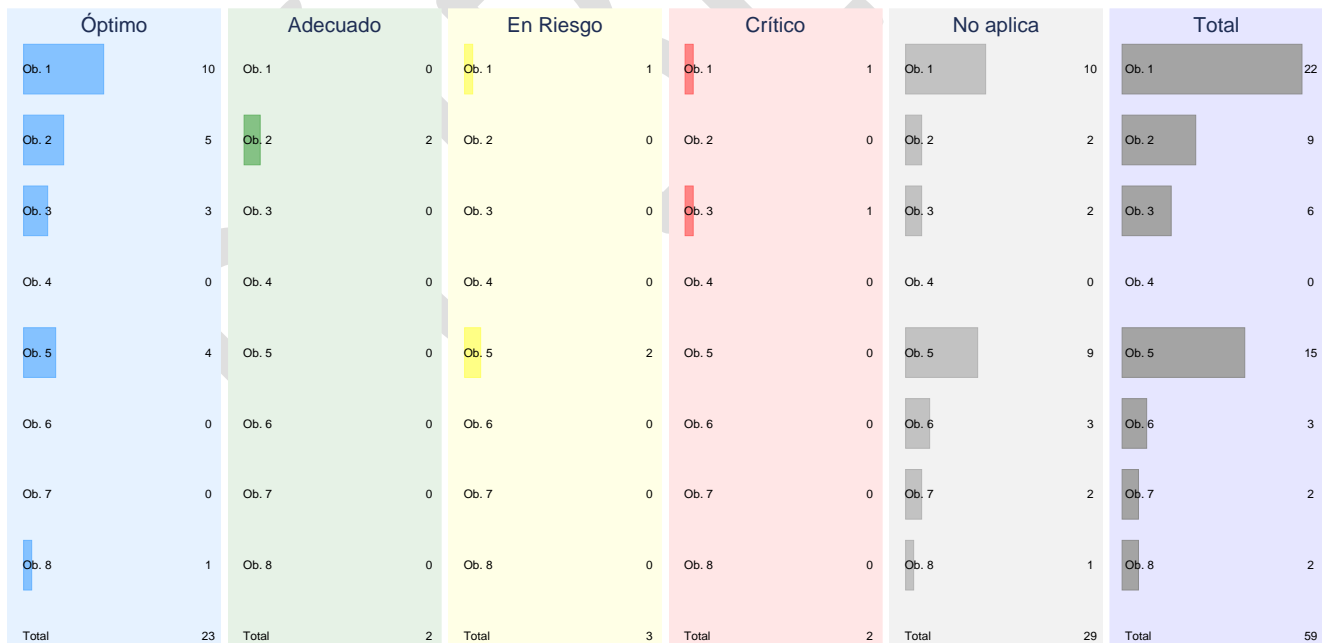 Óptimo Adecuado En Riesgo Crítico No aplica Total
Ob. 1 10 Ob. 1 0 Ob. 1 1 Ob. 1 1 Ob. 1 10 Ob. 1 22
Ob. 2 5 Ob. 2 2 Ob. 2 0 Ob. 2 0 Ob. 2 2 Ob. 2 9
Ob. 3 3 Ob. 3 0 Ob. 3 0 Ob. 3 1 Ob. 3 2 Ob. 3 6
Ob. 4 0 Ob. 4 0 Ob. 4 0 Ob. 4 0 Ob. 4 0 Ob. 4 0
Ob. 5 4 Ob. 5 0 Ob. 5 2 Ob. 5 0 Ob. 5 9 Ob. 5 15
Ob. 6 0 Ob. 6 0 Ob. 6 0 Ob. 6 0 Ob. 6 3 Ob. 6 3
Ob. 7 0 Ob. 7 0 Ob. 7 0 Ob. 7 0 Ob. 7 2 Ob. 7 2
Ob. 8 1 Ob. 8 0 Ob. 8 0 Ob. 8 0 Ob. 8 1 Ob. 8 2
Total 23 Total 2 Total 3 Total 2 Total 29 Total 59